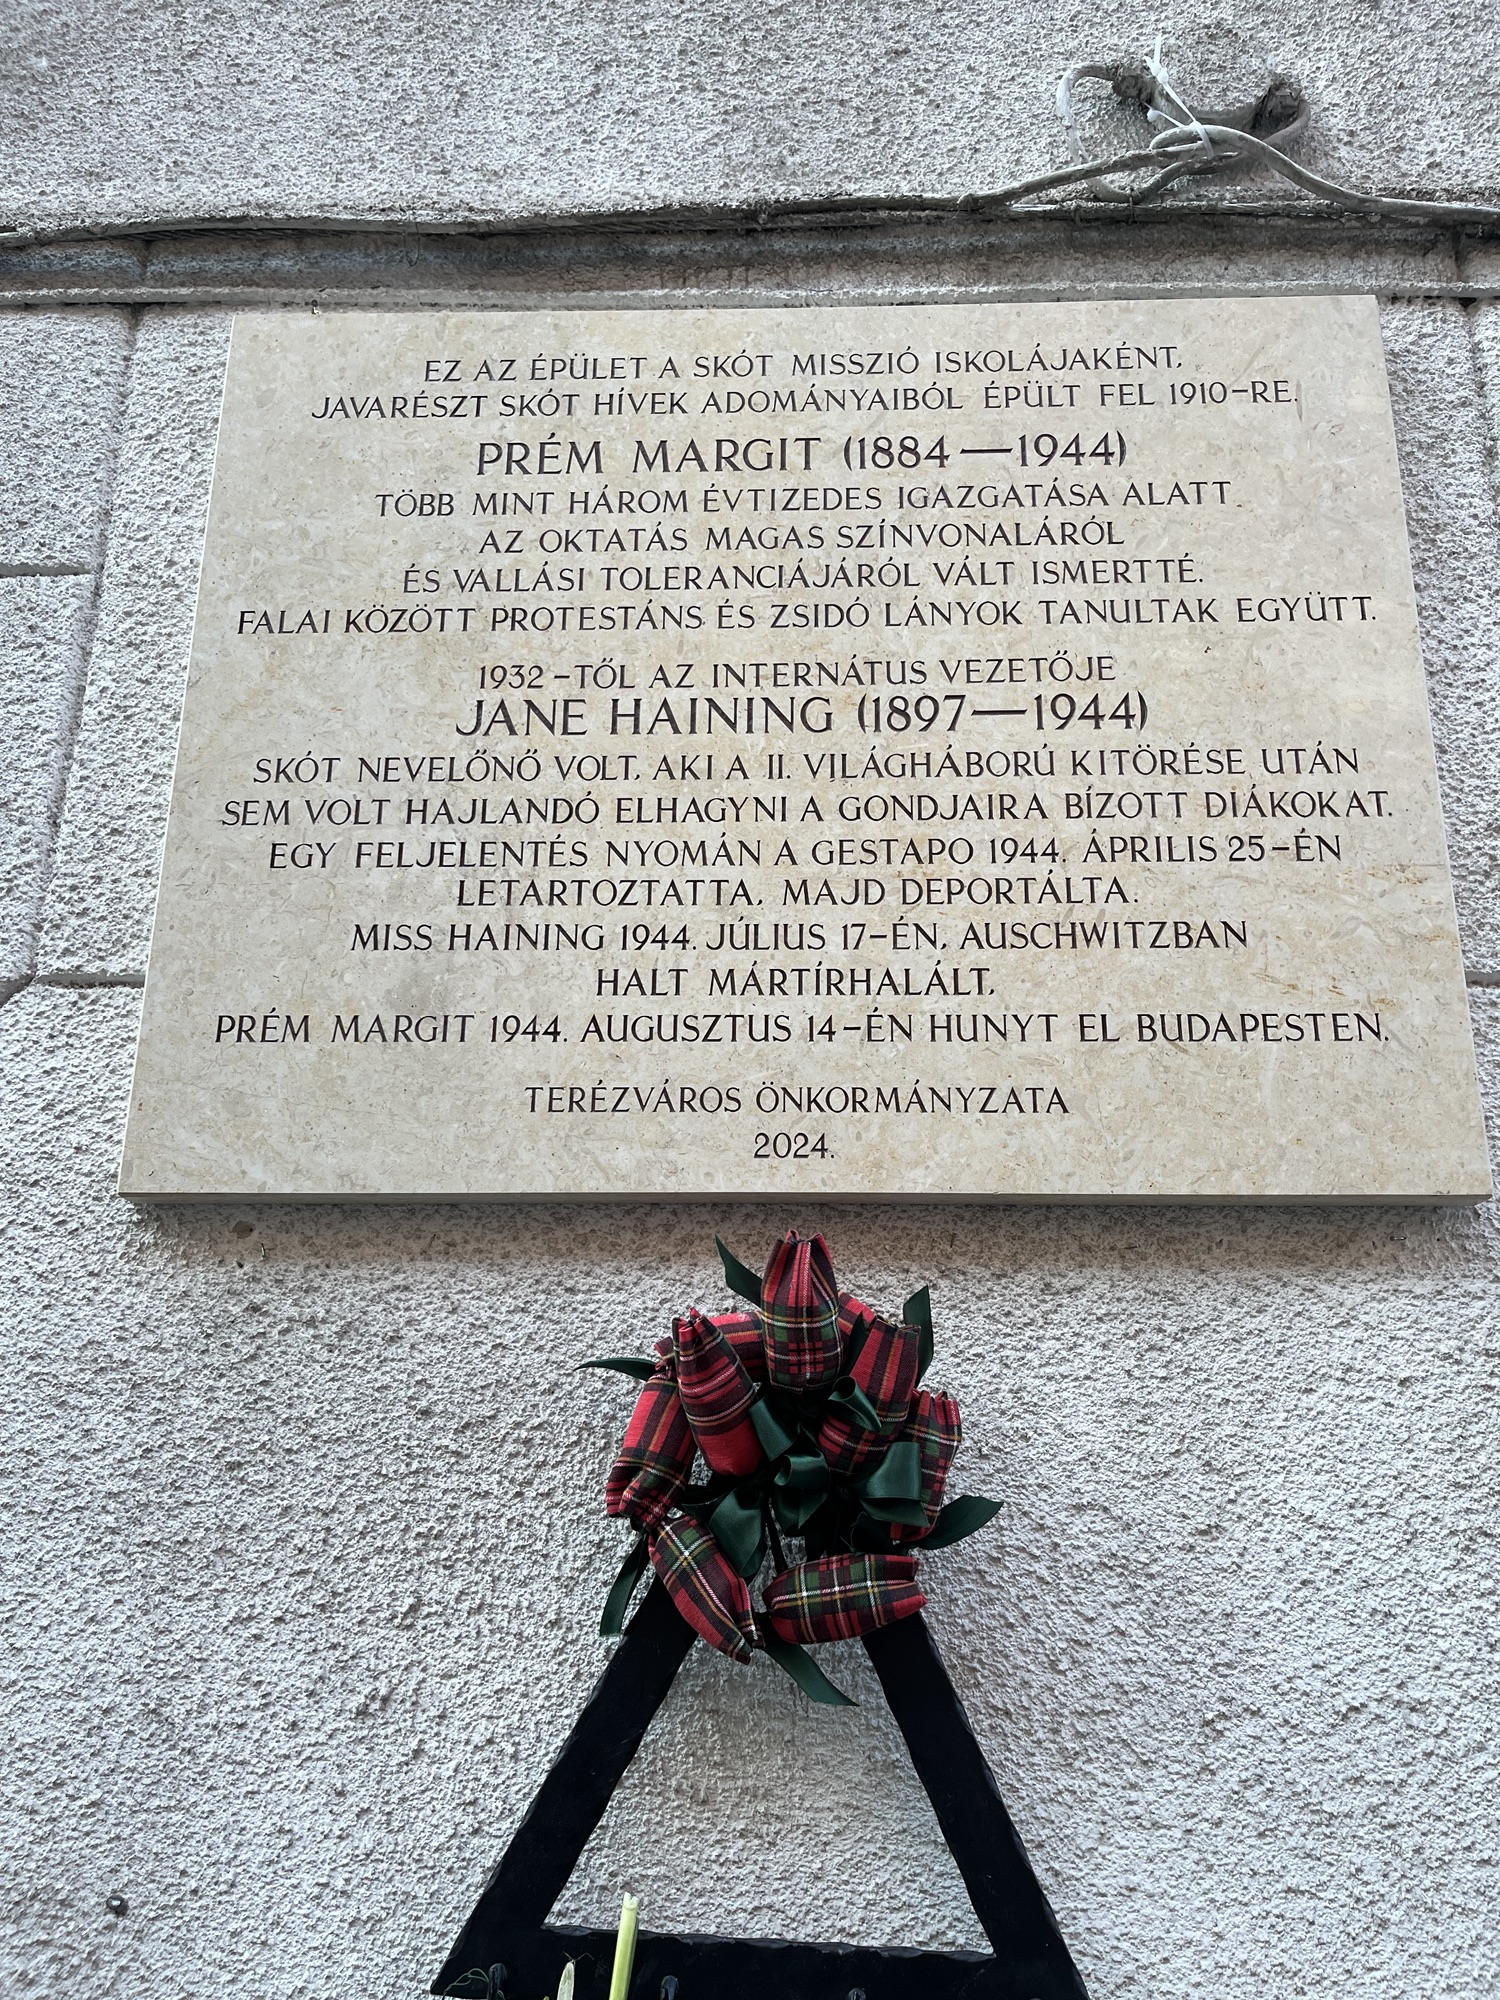 EZ AZ ÉPÜLET A SKÓT MISSZIÓ ISKOLÁJAKÉNT,
JAVARÉSZT SKÓT HÍVEK ADOMÁNYAIBÓL ÉPÜLT FEL 1910-RE.
PRÉM MARGIT (1884—1944)
TÖBB MINT HÁROM ÉVTIZEDES IGAZGATÁSA ALATT
AZ OKTATÁS MAGAS SZÍNVONALÁRÓL
ÉS VALLÁSI TOLERANCIÁJÁRÓL VÁLT ISMERTTÉ.
FALAI KÖZÖTT PROTESTÁNS ÉS ZSIDÓ LÁNYOK TANULTAK EGYÜTT.
1932-TŐL AZ INTERNÁTUS VEZETŐJE
JANE HAINING (1897—1944)
SKÓT NEVELŐNŐ VOLT, AKI A II. VILÁGHÁBORÚ KITÖRÉSE UTÁN
SEM VOLT HAJLANDÓ ELHAGYNI A GONDJAIRA BÍZOTT DIÁKOKAT.
EGY FELJELENTÉS NYOMÁN A GESTAPO 1944. ÁPRILIS 25-ÉN
LETARTOZTATTA, MAJD DEPORTÁLTA.
MISS HAINING 1944. JÚLIUS 17-ÉN, AUSCHWITZBAN
HALT MÁRTÍRHALÁLT,
PRÉM MARGIT 1944. AUGUSZTUS 14-ÉN HUNYT EL BUDAPESTEN.
TERÉZVÁROS ÖNKORMÁNYZATA
2024.